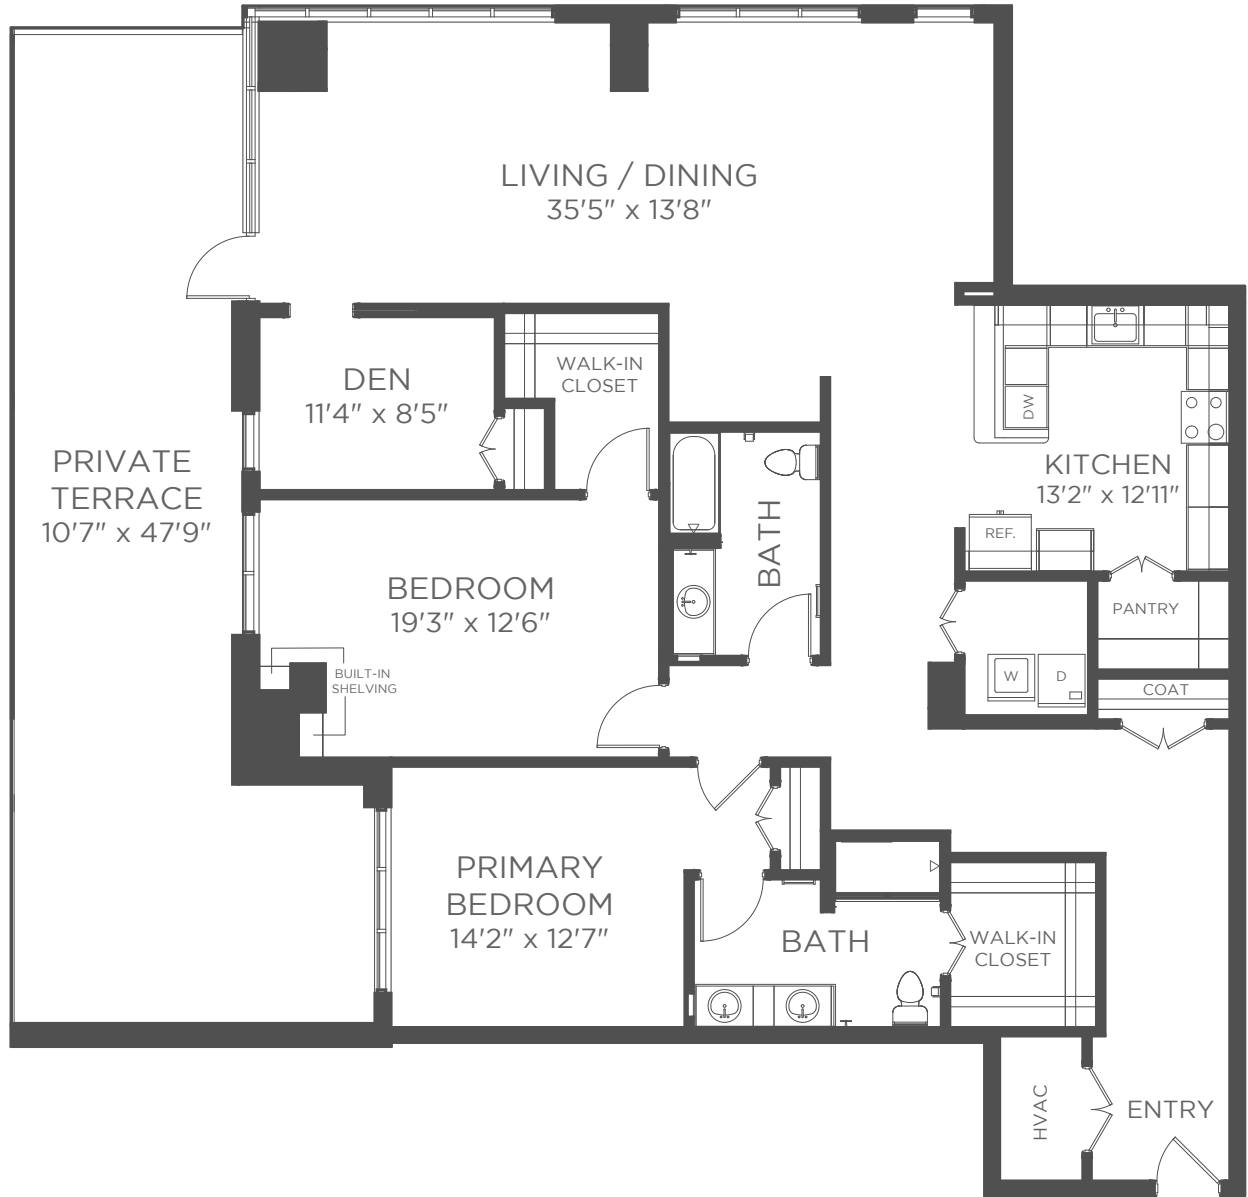 LIVING / DINING
35'5" x 13'8"
WALK-IN
CLOSET
DEN
11'4" x 8'5"
DW
PRIVATE
TERRACE
10'7" x 47'9"
KITCHEN
13'2" x 12'11"
BATH
REF.
BEDROOM
19'3" x 12'6"
PANTRY
BUILT-IN
SHELVING
W
D
COAT
PRIMARY
BEDROOM
14'2" x 12'7"
BATH
WALK-IN
CLOSET
HVAC
ENTRY